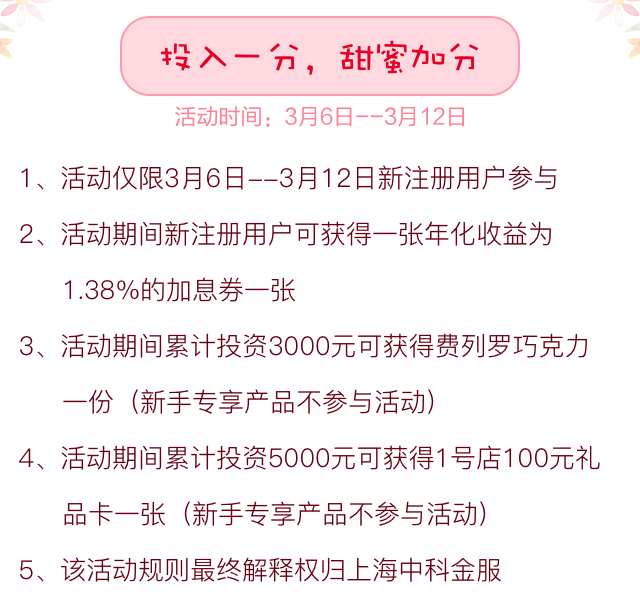 投入一分，甜蜜加分
活动时间：3月6日--3月12日
1、活动仅限3月6日--3月12日新注册用户参与
2、活动期间新注册用户可获得一张年化收益为
1.38%的加息券一张
3、活动期间累计投资3000元可获得费列罗巧克力
一份（新手专享产品不参与活动）
4、活动期间累计投资5000元可获得1号店100元礼
品卡一张（新手专享产品不参与活动）
5、该活动规则最终解释权归上海中科金服